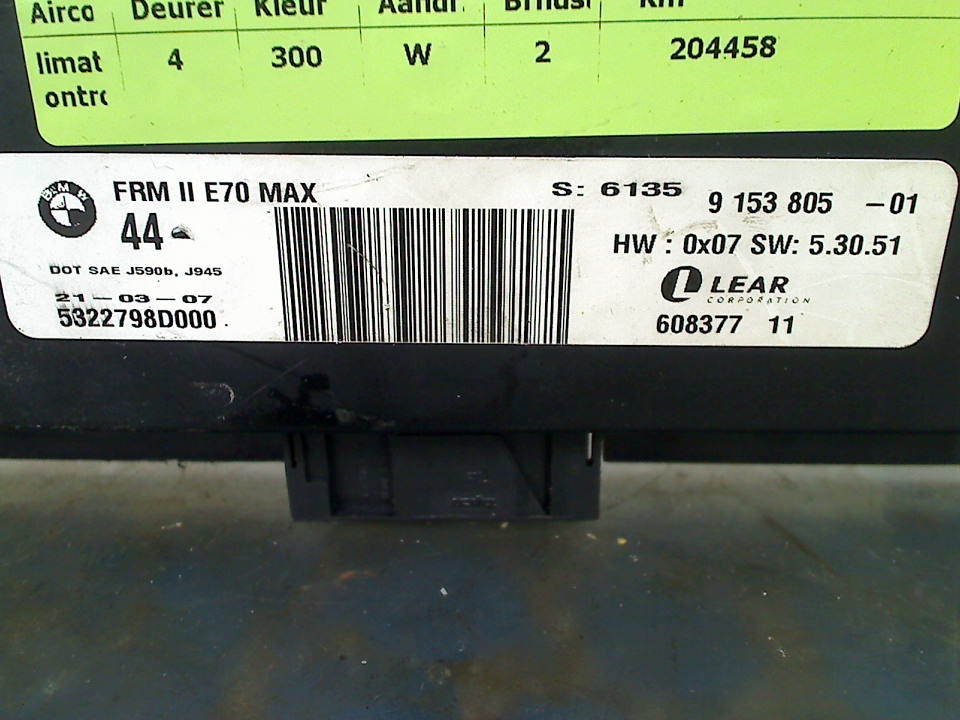 Airco Deurer Kleur Aandr. Brndst Km
limat 4 300 W 2 204458
ontro
BMW
FRM II E70 MAX S: 6135 9 153 805 -01
44
HW : 0x07 SW: 5.30.51
DOT SAE J590b, J945
LEAR
CORPORATION
21-03-07
5322798D000 608377 11